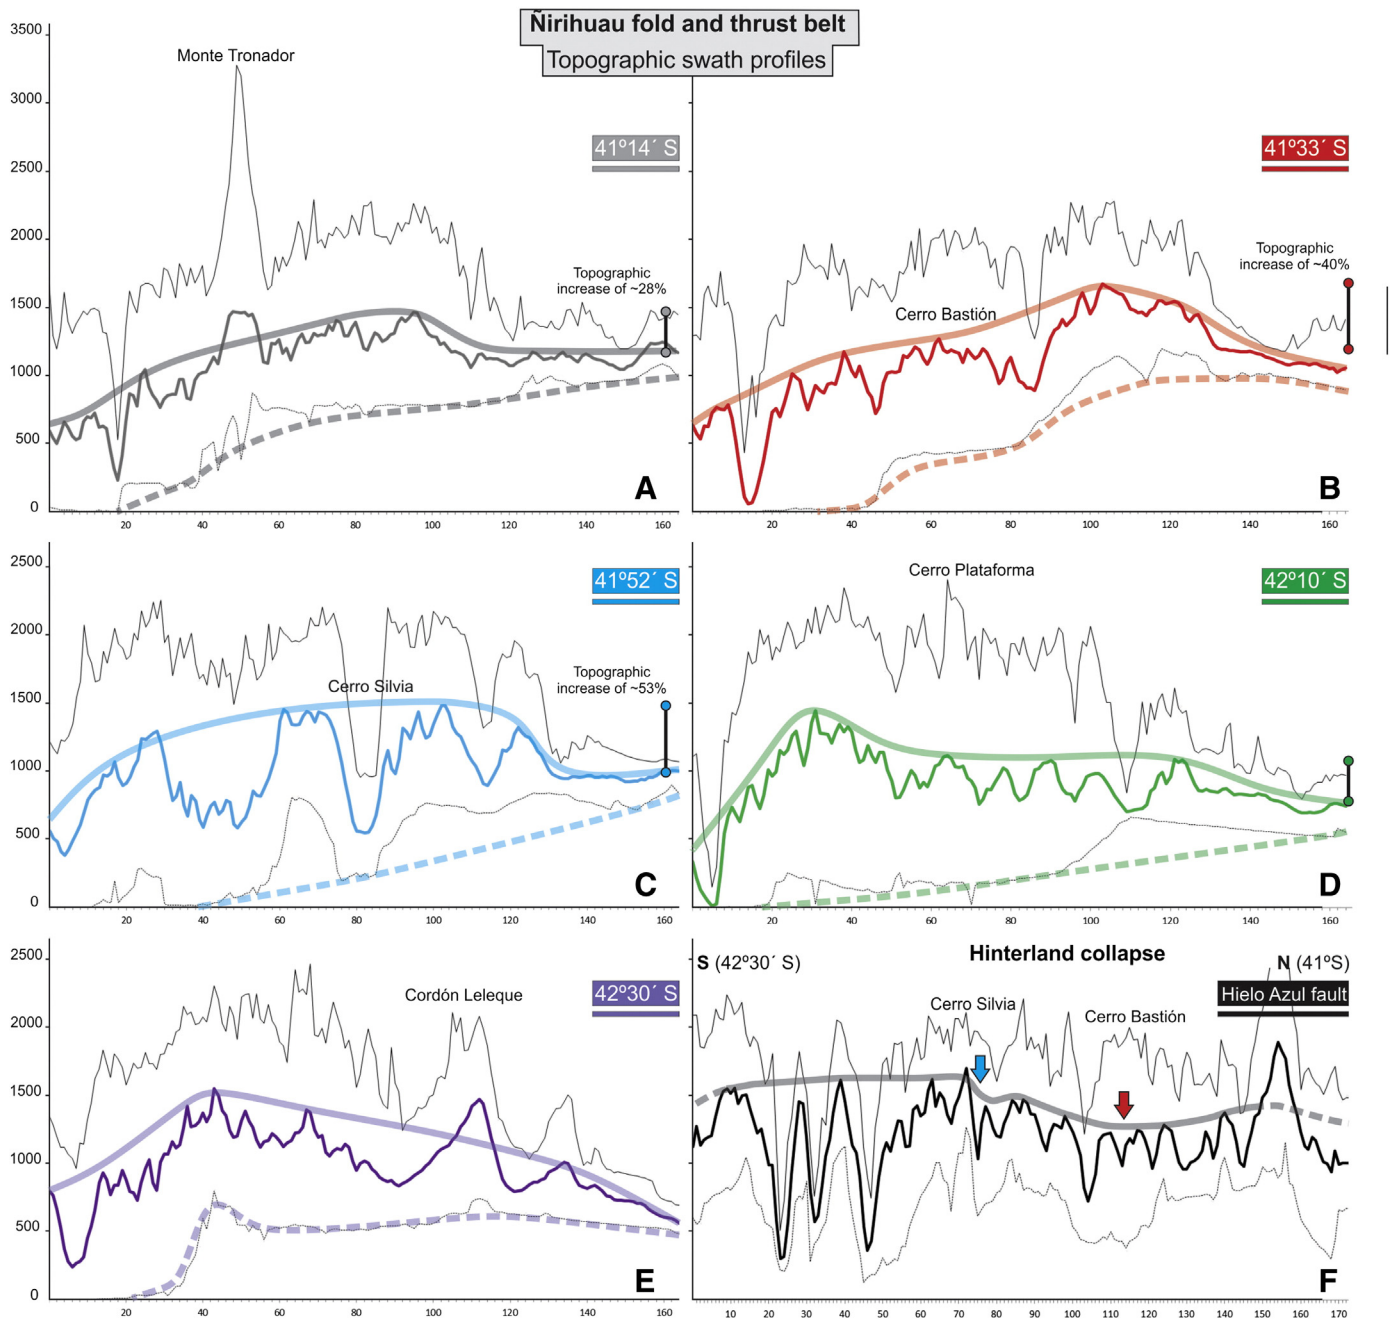 Ñirihuau fold and thrust belt
Topographic swath profiles
3500
3000
2500
2000
1500
1000
500
0
Monte Tronador
41º14´ S
Topographic
increase of ~28%
A
20 40 60 80 100 120 140 160
41º33´ S
Topographic
increase of ~40%
Cerro Bastión
B
20 40 60 80 100 120 140 160
2500
2000
1500
1000
500
0
41º52´ S
Topographic
increase of ~53%
Cerro Silvia
C
20 40 60 80 100 120 140 160
Cerro Plataforma
42º10´ S
D
20 40 60 80 100 120 140 160
2500
2000
1500
1000
500
0
42º30´ S
Cordón Leleque
E
20 40 60 80 100 120 140 160
Hinterland collapse
S (42º30´ S)
N (41ºS)
Hielo Azul fault
Cerro Silvia
Cerro Bastión
F
10 20 30 40 50 60 70 80 90 100 110 120 130 140 150 160 170